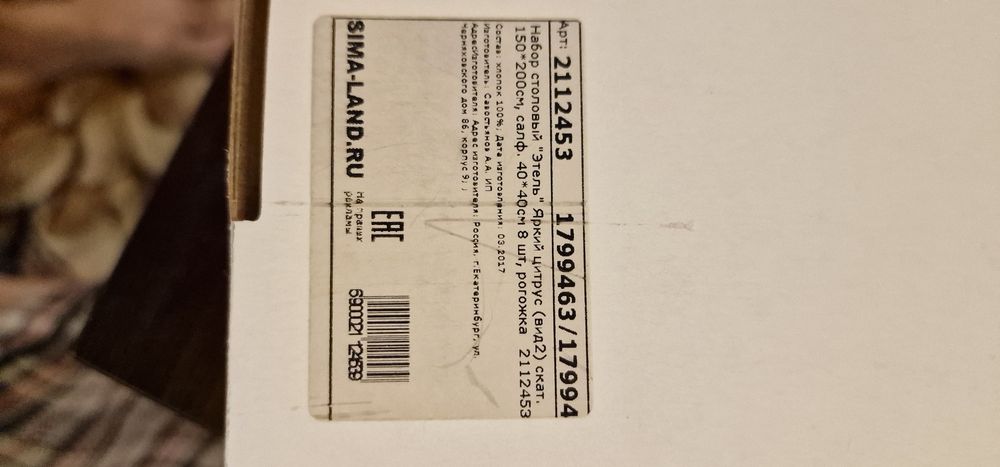 Арт: 2112453 1799463/17994
Набор столовый "Этель" Яркий цитрус (вид2) скат.
150*200см, салф. 40*40см 8 шт, рогожка 2112453
Состав: хлопок 100%; Дата изготовления: 03.2017
Изготовитель: Савостьянов А.А. ИП
Адрес изготовителя: Адрес изготовителя: Россия, г.Екатеринбург, ул.
Черняховского дом 86, корпус 9; ;
EAC
на правах
рекламы
SIMA-LAND.RU